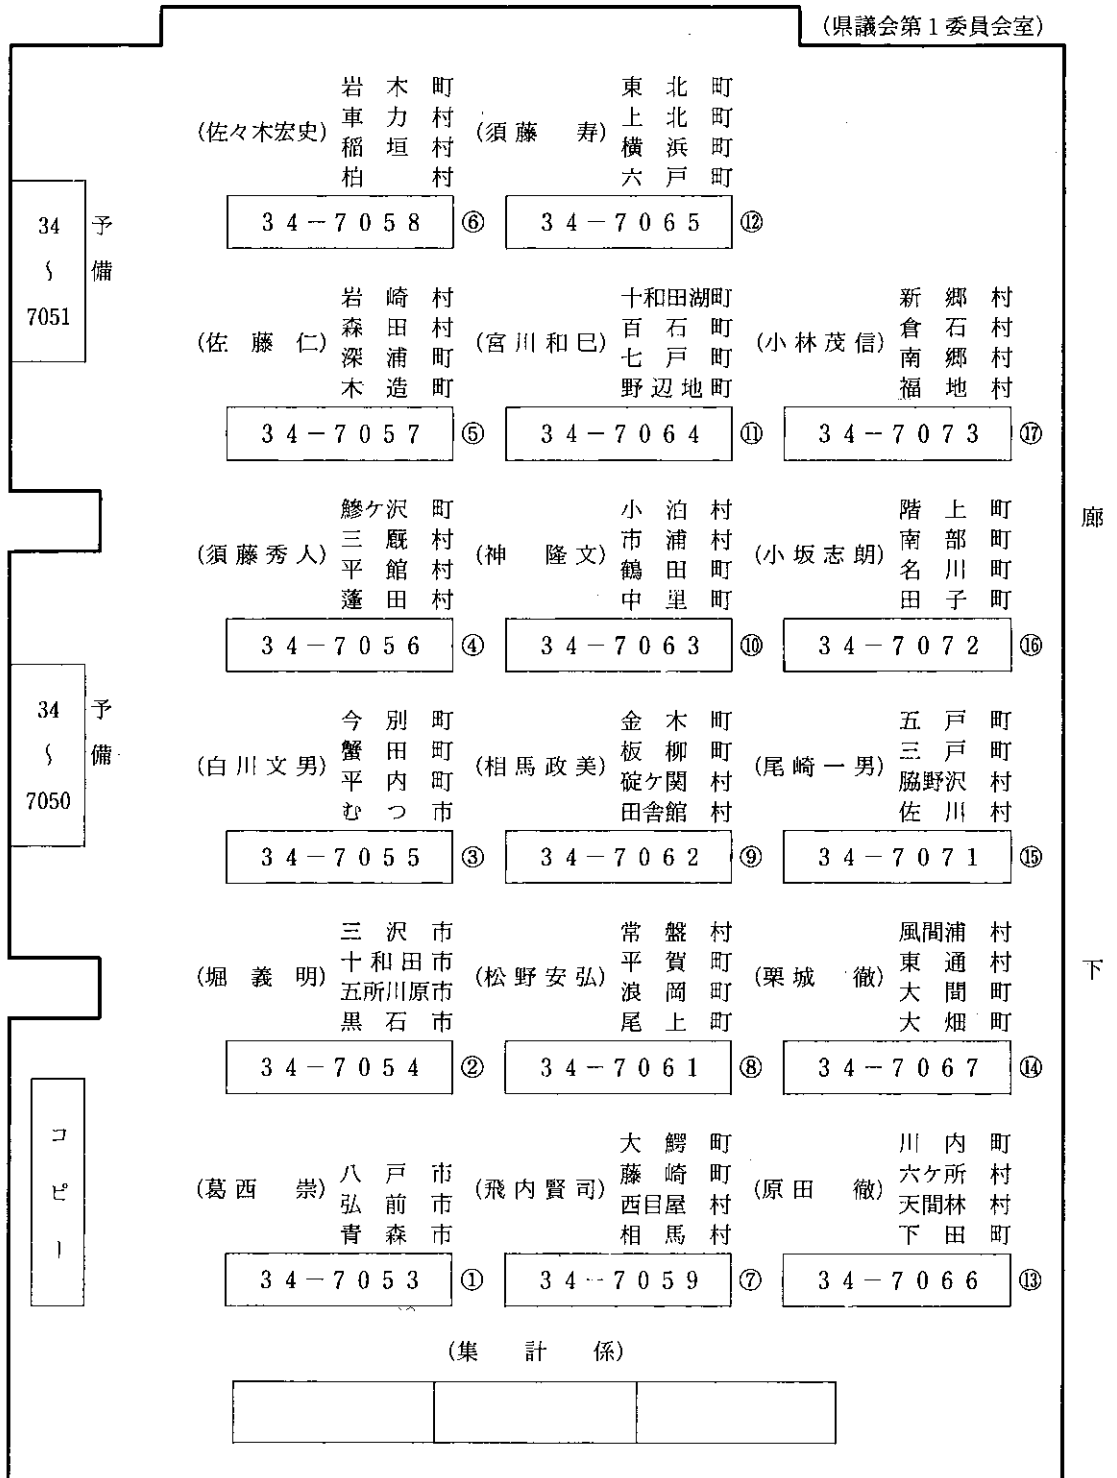 (県議会第1委員会室)
岩木町
車力村
稲垣村
柏村
(佐々木宏史)
34-7058 ⑥
東北町
上北町
横浜町
六戸町
(須藤 寿)
34-7065 ⑫
34
〜
7051
予備
岩崎村
森田村
深浦町
木造町
(佐藤 仁)
34-7057 ⑤
十和田湖町
百石町
七戸町
野辺地町
(宮川和巳)
34-7064 ⑪
新郷村
倉石村
南郷村
福地村
(小林茂信)
34-7073 ⑰
鰺ケ沢町
三厩村
平館村
蓬田村
(須藤秀人)
34-7056 ④
小泊村
市浦村
鶴田町
中里町
(神 隆文)
34-7063 ⑩
階上町
南部町
名川町
田子町
(小坂志朗)
34-7072 ⑯
34
〜
7050
予備
今別町
蟹田町
平内町
むつ市
(白川文男)
34-7055 ③
金木町
板柳町
碇ケ関村
田舎館村
(相馬政美)
34-7062 ⑨
五戸町
三戸町
脇野沢村
佐川村
(尾崎一男)
34-7071 ⑮
三沢市
十和田市
五所川原市
黒石市
(堀 義明)
34-7054 ②
常盤村
平賀町
浪岡町
尾上町
(松野安弘)
34-7061 ⑧
風間浦村
東通村
大間町
大畑町
(栗城 徹)
34-7067 ⑭
コピー
八戸市
弘前市
青森市
(葛西 崇)
34-7053 ①
大鰐町
藤崎町
西目屋村
相馬村
(飛内賢司)
34-7059 ⑦
川内町
六ケ所村
天間林村
下田町
(原田 徹)
34-7066 ⑬
(集計係)
廊下